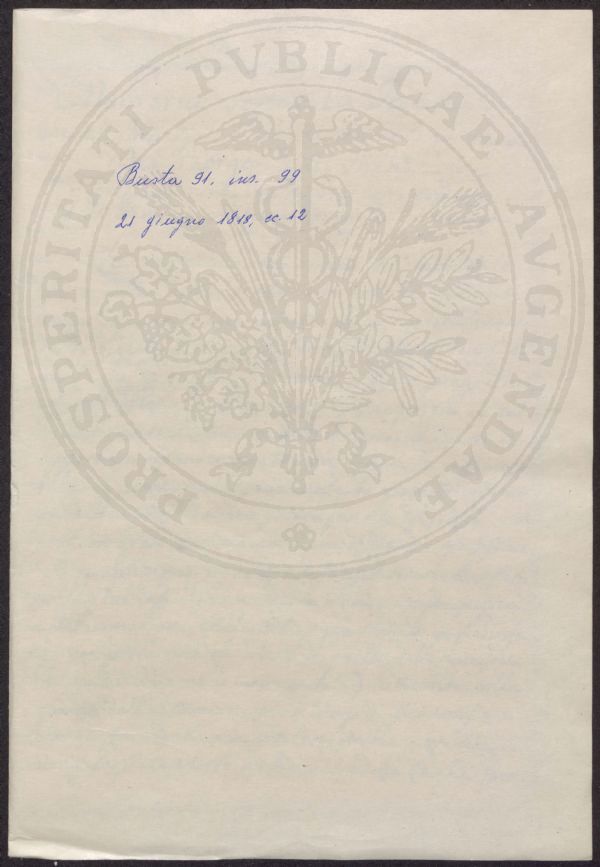 PROSPERITATI PVBLICAE AVGENDAE
Busta 91. ins. 99
21 giugno 1818, cc. 12